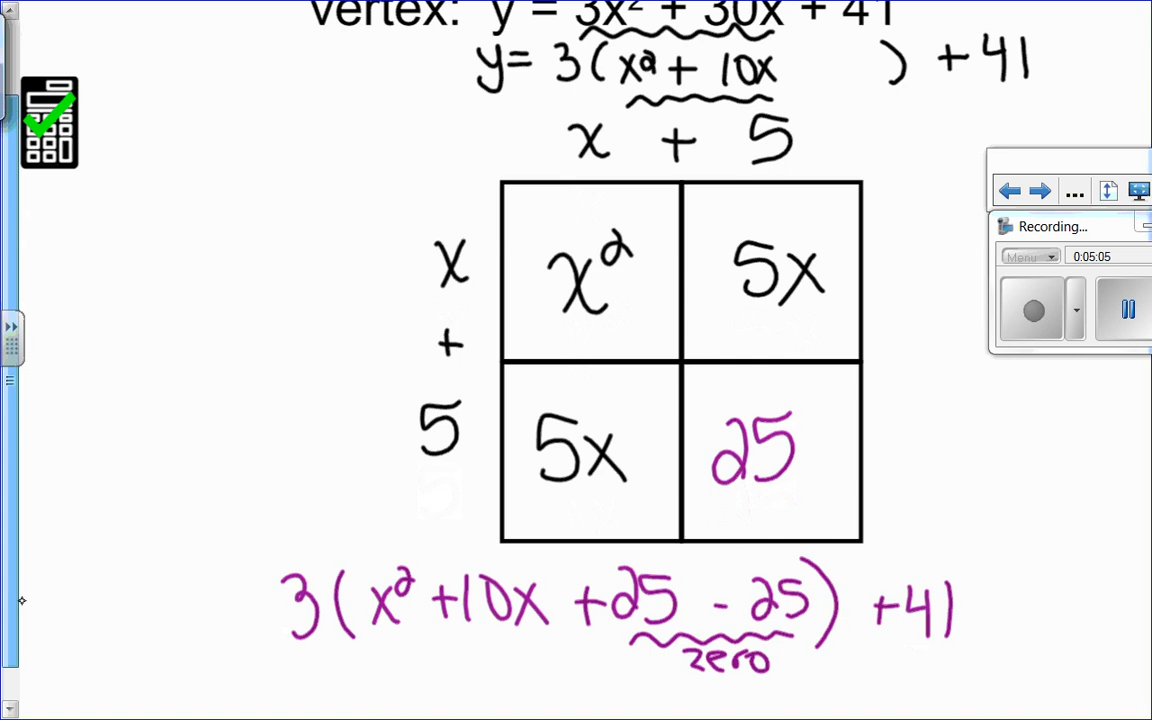 vertex: y = 3x² + 30x + 41
y = 3(x² + 10x ) + 41
x + 5
x x² 5x
+
5 5x 25
3(x² + 10x + 25 - 25) + 41
zero
...
Recording...
Menu 0:05:05